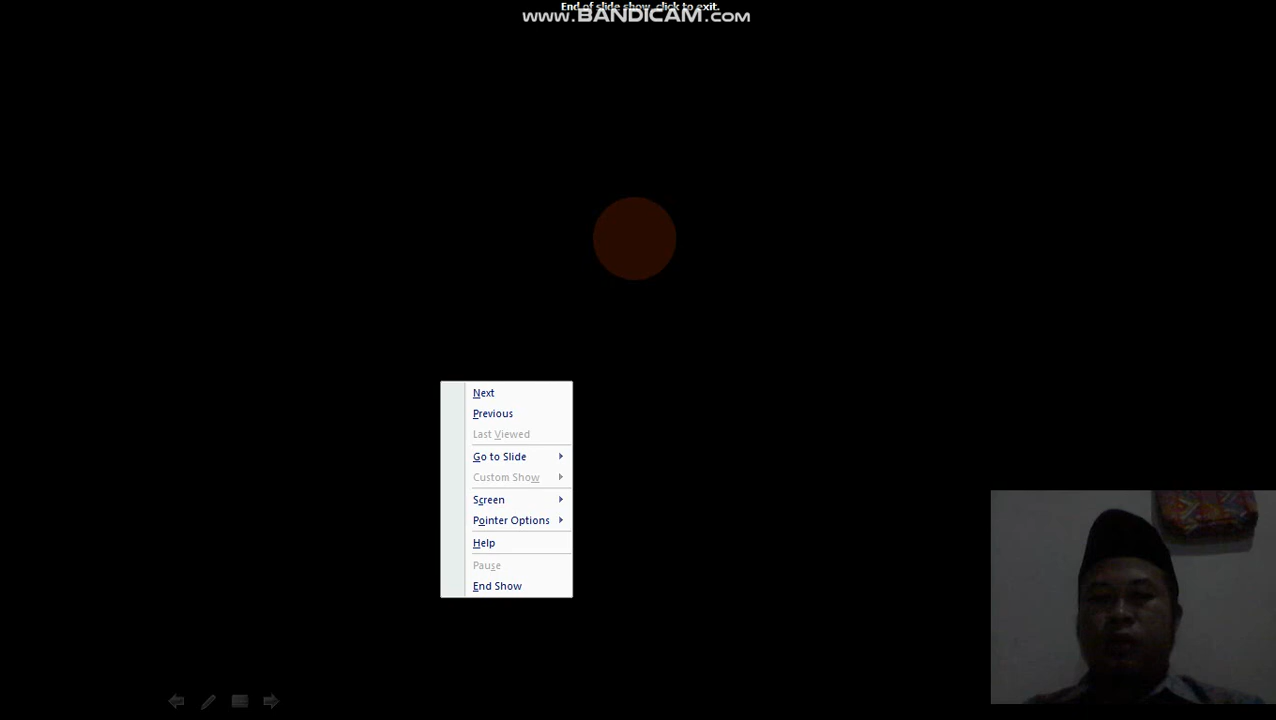 End of slide show, click to exit.
www.BANDICAM.COM
Next
Previous
Last Viewed
Go to Slide
Custom Show
Screen
Pointer Options
Help
Pause
End Show